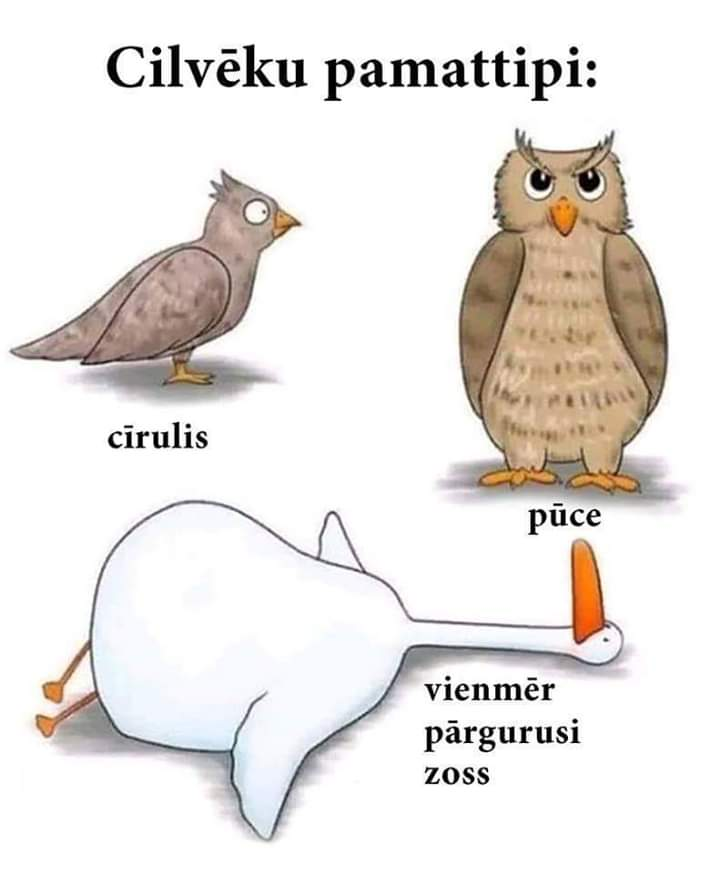 Cilvēku pamattipi:
cīrulis
pūce
vienmēr
pārgurusi
zoss